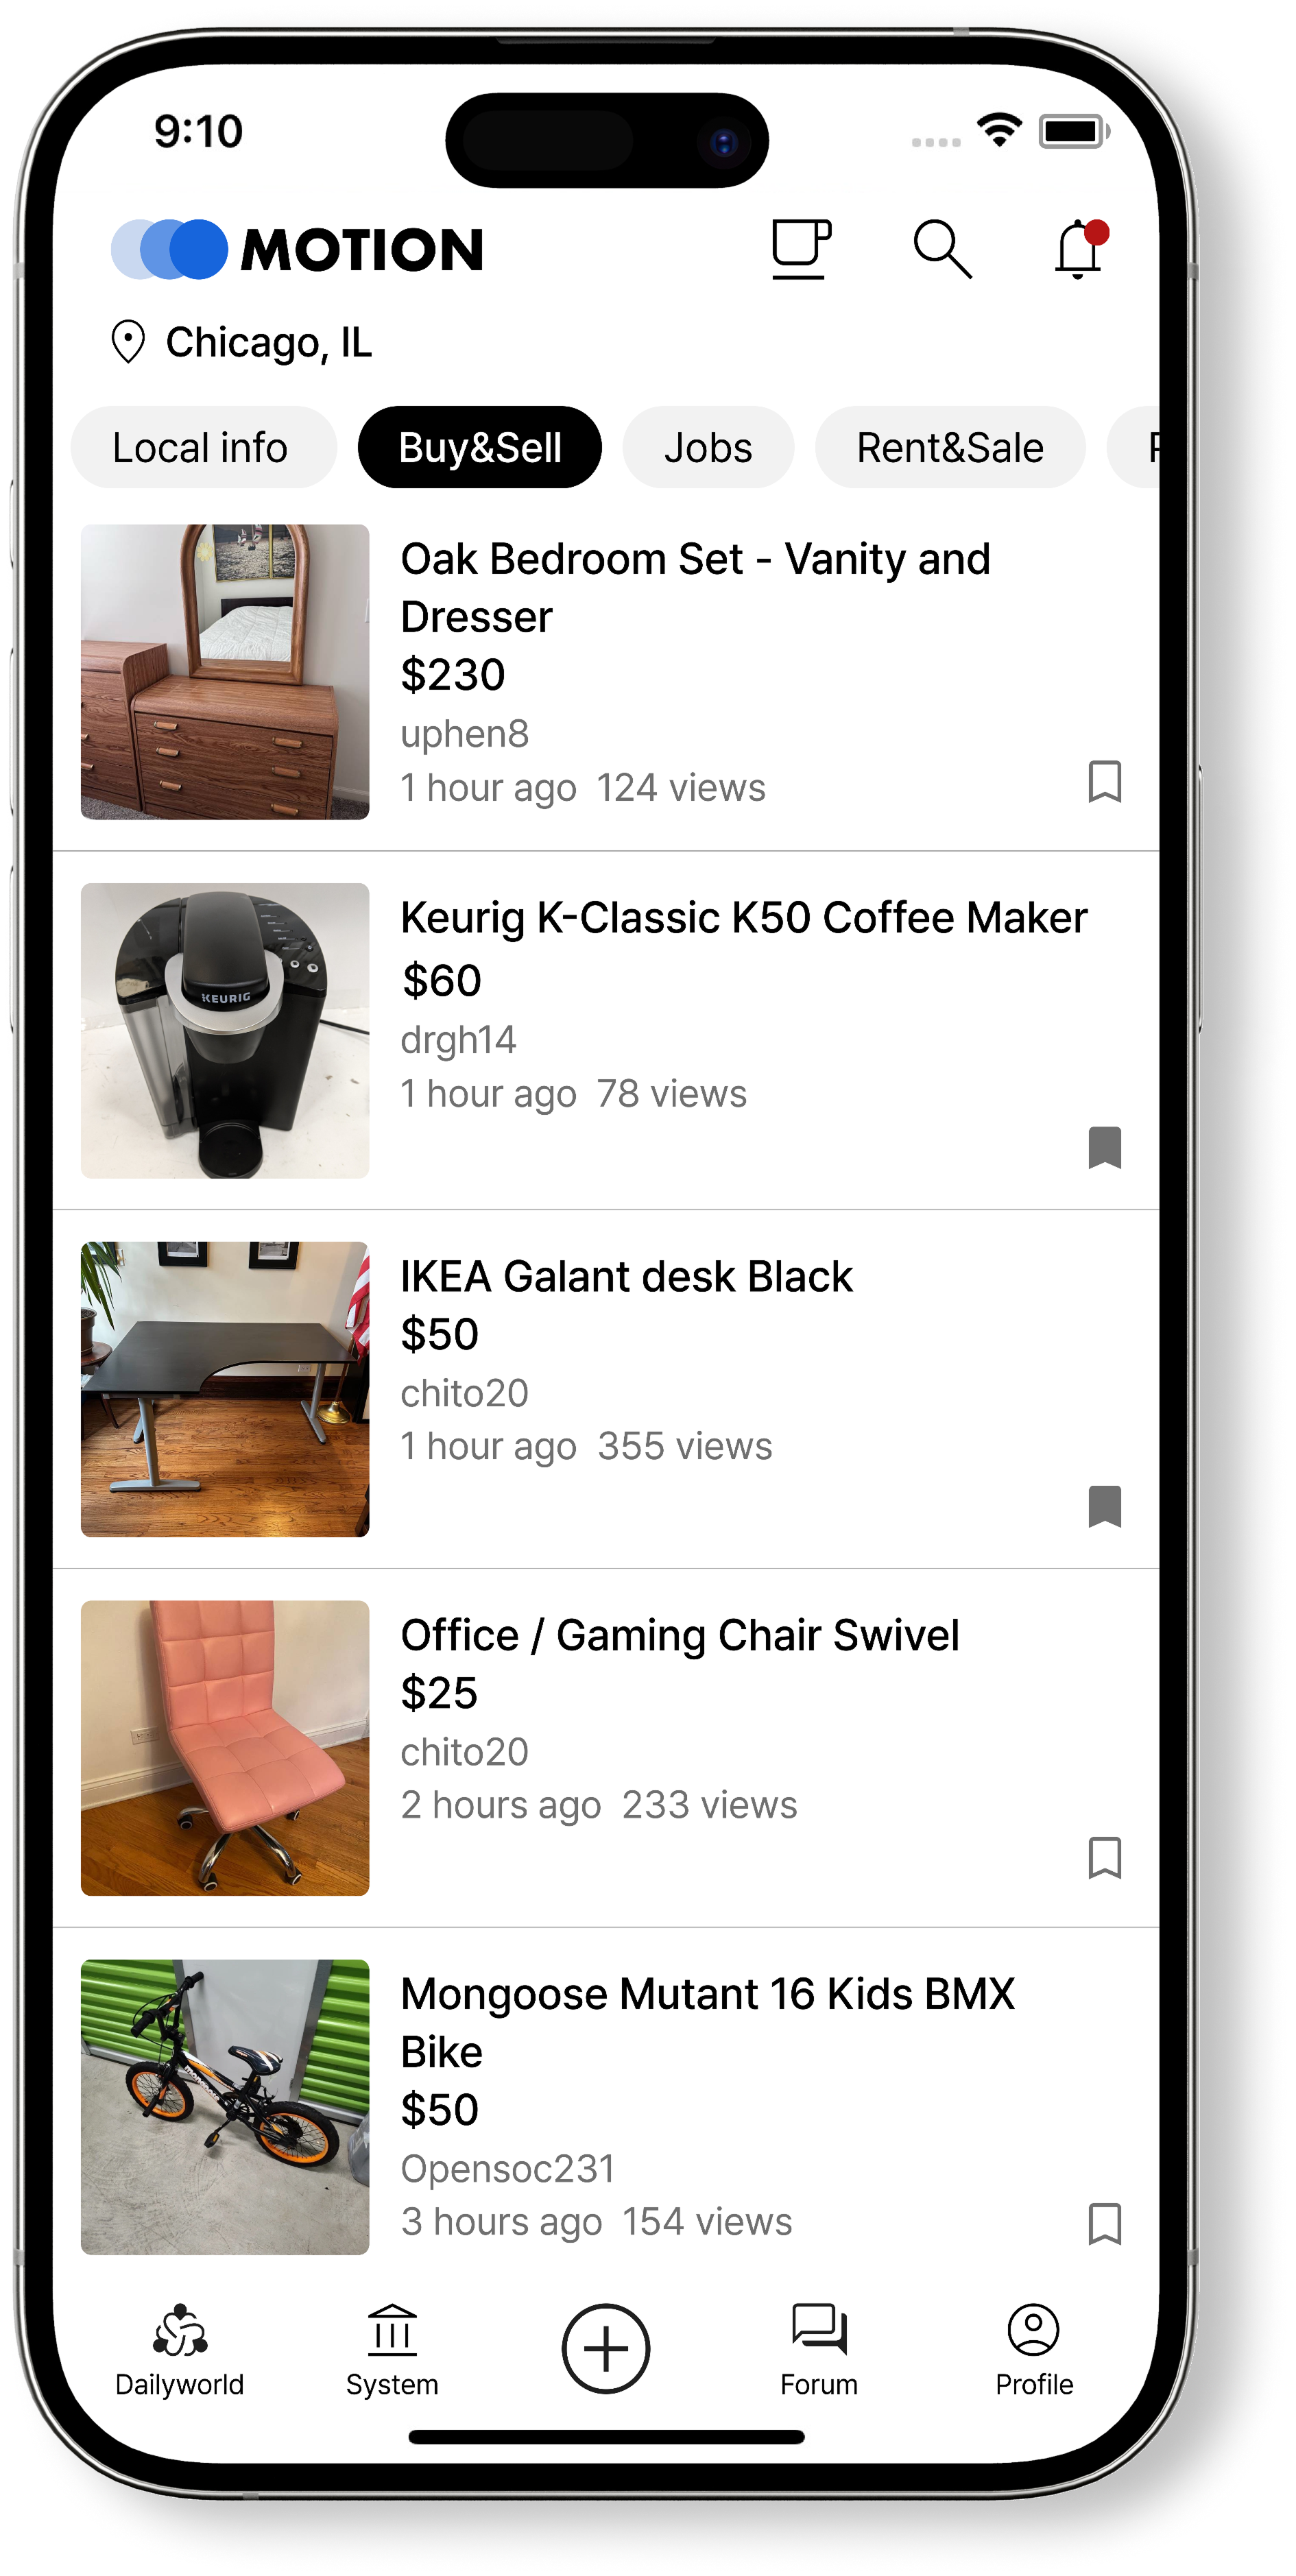 9:10
MOTION
Chicago, IL
Local info Buy&Sell Jobs Rent&Sale
Oak Bedroom Set - Vanity and
Dresser
$230
uphen8
1 hour ago 124 views
Keurig K-Classic K50 Coffee Maker
$60
drgh14
1 hour ago 78 views
KEURIG
IKEA Galant desk Black
$50
chito20
1 hour ago 355 views
Office / Gaming Chair Swivel
$25
chito20
2 hours ago 233 views
Mongoose Mutant 16 Kids BMX
Bike
$50
Opensoc231
3 hours ago 154 views
Dailyworld System Forum Profile